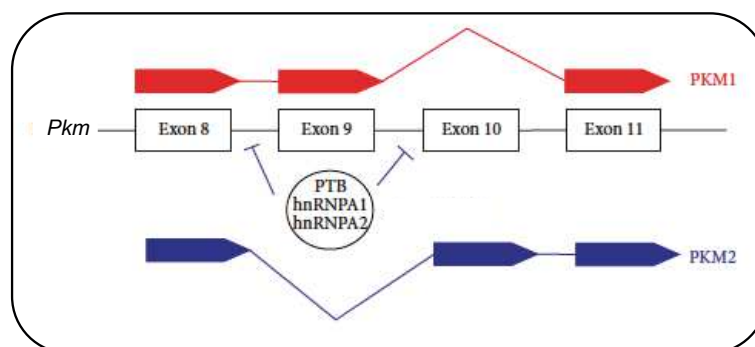 PKM1
Pkm
Exon 8
Exon 9
Exon 10
Exon 11
PTB
hnRNPA1
hnRNPA2
PKM2